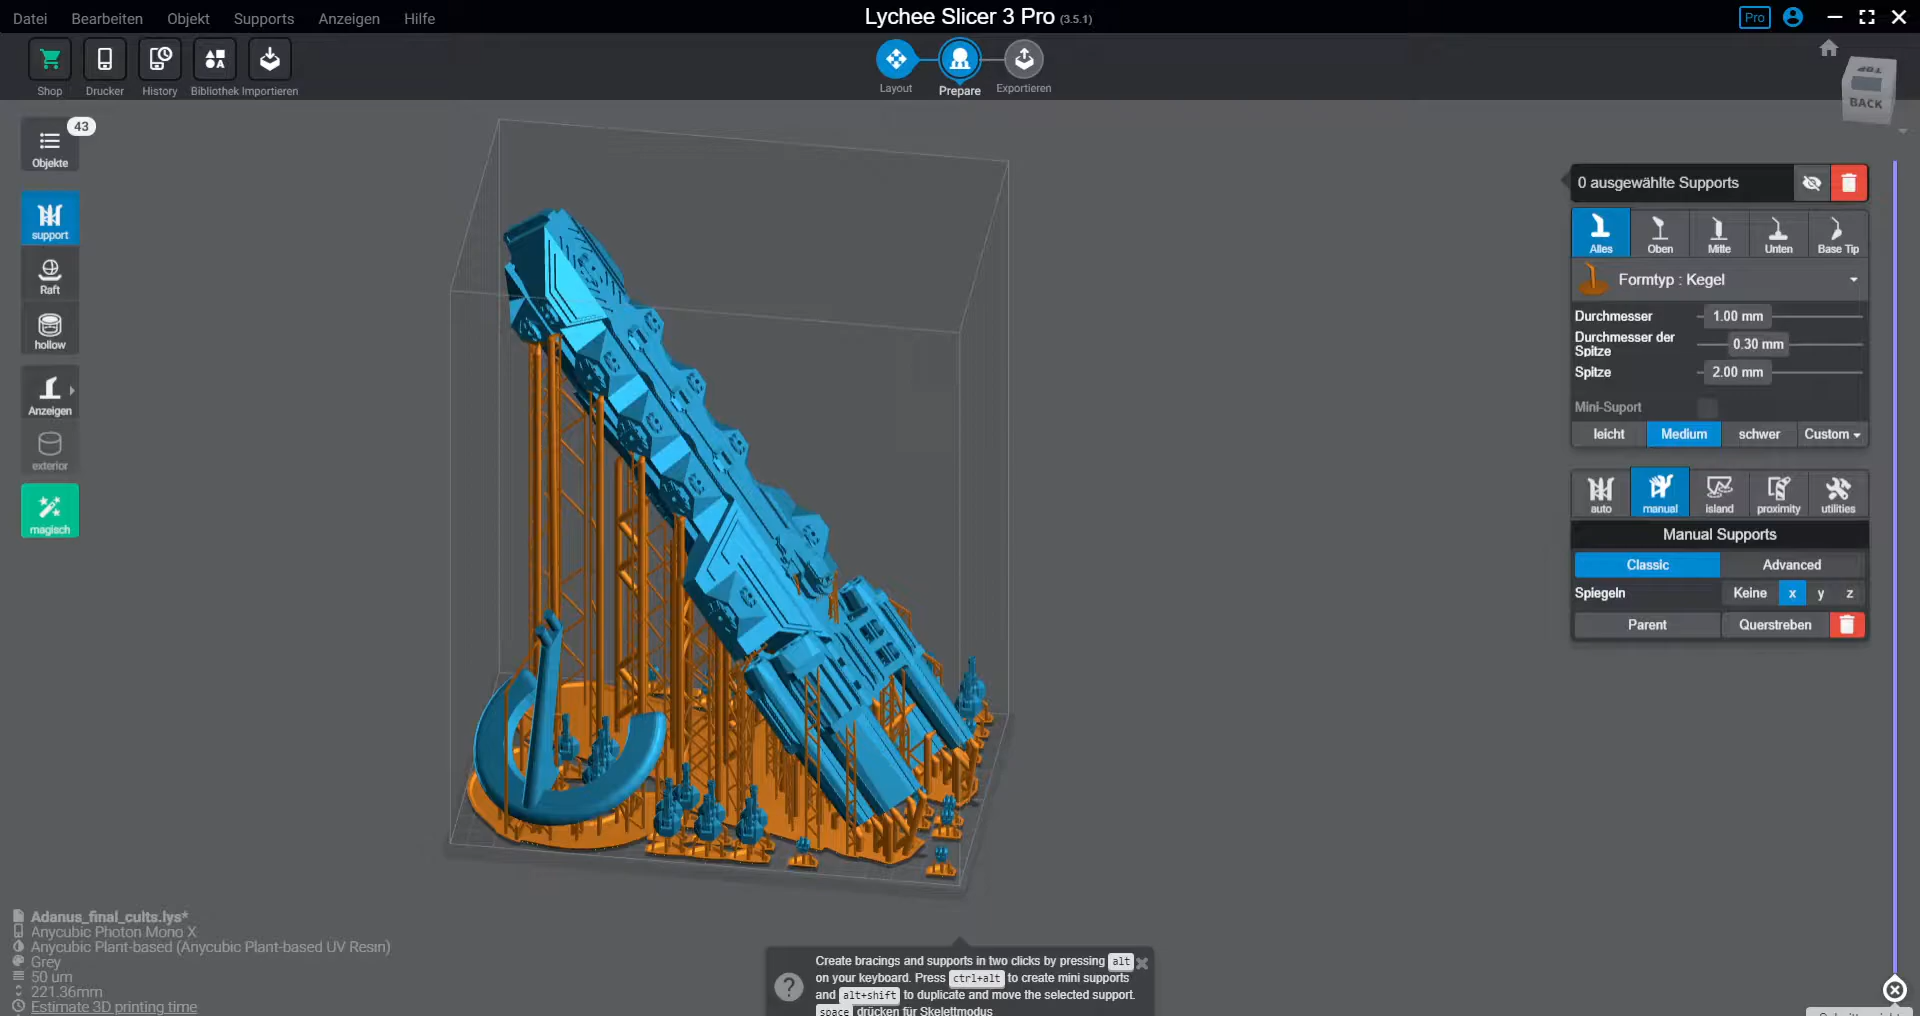 Datei Bearbeiten Objekt Supports Anzeigen Hilfe
Lychee Slicer 3 Pro (3.5.1)
Pro
Shop Drucker History Bibliothek Importieren
Layout Prepare Exportieren
TOP
BACK
43
Objekte
support
Raft
hollow
Anzeigen
exterior
magisch
0 ausgewählte Supports
Alles Oben Mitte Unten Base Tip
Formtyp : Kegel
Durchmesser 1.00 mm
Durchmesser der
Spitze 0.30 mm
Spitze 2.00 mm
Mini-Suport
leicht Medium schwer Custom
auto manual island proximity utilities
Manual Supports
Classic Advanced
Spiegeln Keine x y z
Parent Querstreben
Adanus_final_cults.lys*
Anycubic Photon Mono X
Anycubic Plant-based (Anycubic Plant-based UV Resin)
Grey
50 um
221.36mm
Estimate 3D printing time
?
Create bracings and supports in two clicks by pressing alt
on your keyboard. Press ctrl+alt to create mini supports
and alt+shift to duplicate and move the selected support.
space drücken für Skelettmodus